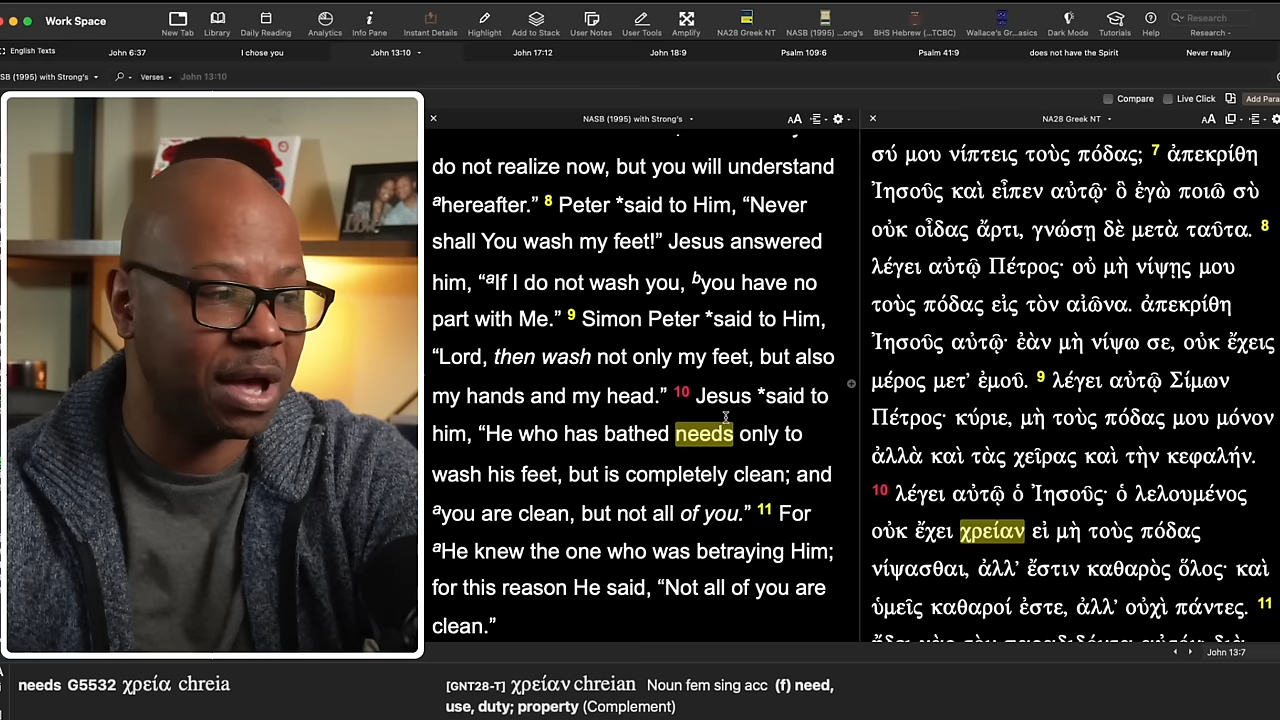 Work Space
New Tab
Library
Daily Reading
Analytics
Info Pane
Instant Details
Highlight
Add to Stack
User Notes
User Tools
Amplify
NA28 Greek NT
NASB (1995) ...ong's
BHS Hebrew (...TCBC)
Wallace's Gr...asics
Dark Mode
Tutorials
Help
Research
Research
English Texts
John 6:37
I chose you
John 13:10
John 17:12
John 18:9
Psalm 109:6
Psalm 41:9
does not have the Spirit
Never really
SB (1995) with Strong's
Verses
John 13:10
Compare
Live Click
Add Para
NASB (1995) with Strong's
AA
do not realize now, but you will understand
ahereafter.” 8 Peter *said to Him, “Never
shall You wash my feet!” Jesus answered
him, “aIf I do not wash you, byou have no
part with Me.” 9 Simon Peter *said to Him,
“Lord, then wash not only my feet, but also
my hands and my head.” 10 Jesus *said to
him, “He who has bathed needs only to
wash his feet, but is completely clean; and
ayou are clean, but not all of you.” 11 For
aHe knew the one who was betraying Him;
for this reason He said, “Not all of you are
clean.”
NA28 Greek NT
AA
σύ μου νίπτεις τοὺς πόδας; 7 ἀπεκρίθη
Ἰησοῦς καὶ εἶπεν αὐτῷ· ὃ ἐγὼ ποιῶ σὺ
οὐκ οἶδας ἄρτι, γνώσῃ δὲ μετὰ ταῦτα. 8
λέγει αὐτῷ Πέτρος· οὐ μὴ νίψῃς μου
τοὺς πόδας εἰς τὸν αἰῶνα. ἀπεκρίθη
Ἰησοῦς αὐτῷ· ἐὰν μὴ νίψω σε, οὐκ ἔχεις
μέρος μετ’ ἐμοῦ. 9 λέγει αὐτῷ Σίμων
Πέτρος· κύριε, μὴ τοὺς πόδας μου μόνον
ἀλλὰ καὶ τὰς χεῖρας καὶ τὴν κεφαλήν.
10 λέγει αὐτῷ ὁ Ἰησοῦς· ὁ λελουμένος
οὐκ ἔχει χρείαν εἰ μὴ τοὺς πόδας
νίψασθαι, ἀλλ’ ἔστιν καθαρὸς ὅλος· καὶ
ὑμεῖς καθαροί ἐστε, ἀλλ’ οὐχὶ πάντες. 11
John 13:7
needs G5532 χρεία chreia
[GNT28-T] χρείαν chreian Noun fem sing acc (f) need,
use, duty; property (Complement)